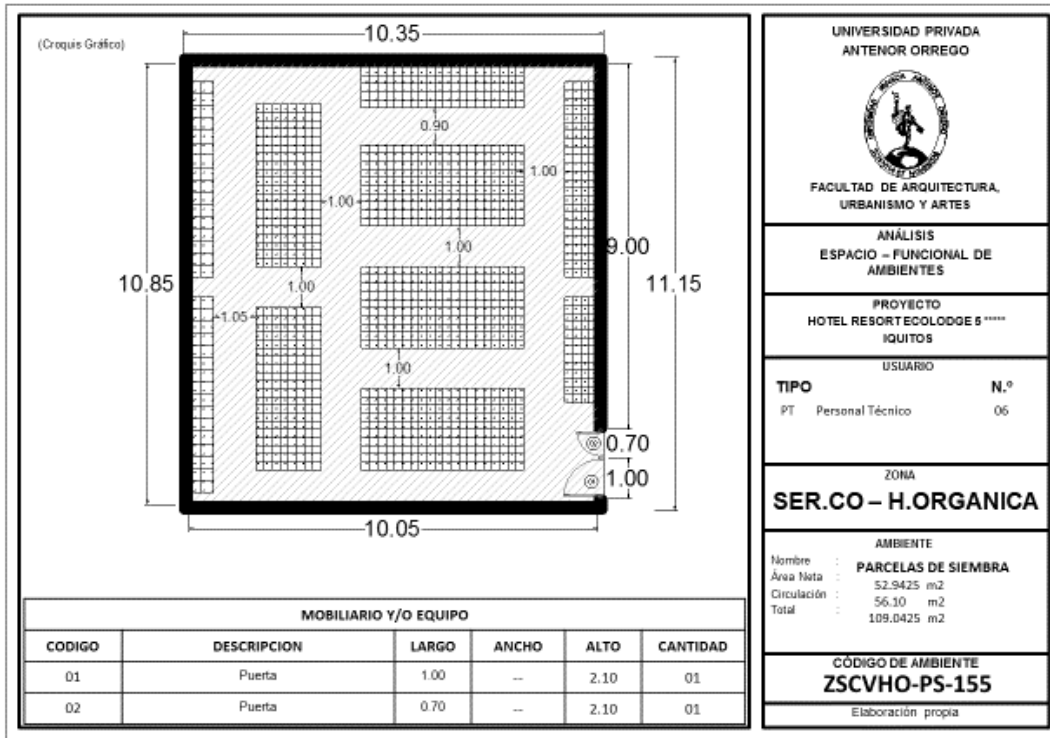 (Croquis Gráfico)
10.35
0.90
1.00
1.00
1.00
9.00
10.85
11.15
1.00
1.05
1.00
0.70
1.00
10.05
MOBILIARIO Y/O EQUIPO
CODIGO DESCRIPCION LARGO ANCHO ALTO CANTIDAD
01 Puerta 1.00 -- 2.10 01
02 Puerta 0.70 -- 2.10 01
UNIVERSIDAD PRIVADA
ANTENOR ORREGO
FACULTAD DE ARQUITECTURA,
URBANISMO Y ARTES
ANÁLISIS
ESPACIO – FUNCIONAL DE
AMBIENTES
PROYECTO
HOTEL RESORT ECOLODGE 5 *****
IQUITOS
USUARIO
TIPO N.º
PT Personal Técnico 06
ZONA
SER.CO – H.ORGANICA
AMBIENTE
Nombre : PARCELAS DE SIEMBRA
Área Neta : 52.9425 m2
Circulación : 56.10 m2
Total : 109.0425 m2
CÓDIGO DE AMBIENTE
ZSCVHO-PS-155
Elaboración propia